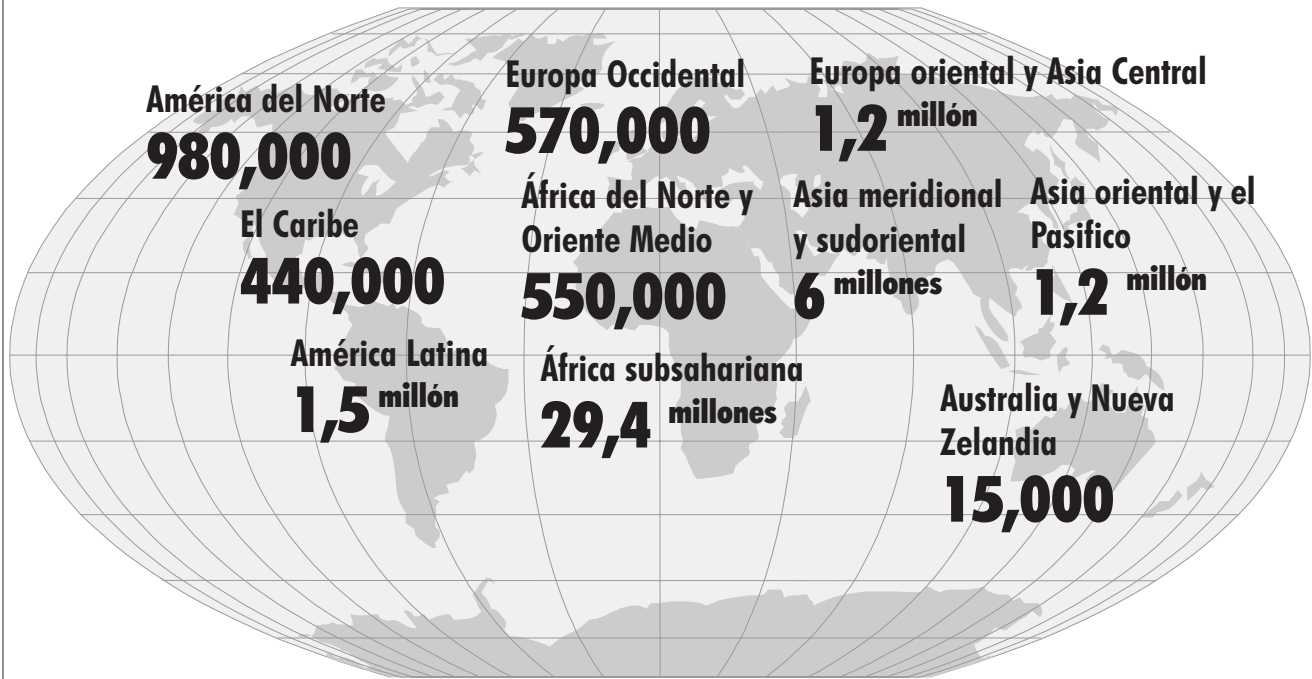 América del Norte
980,000
Europa Occidental
570,000
Europa oriental y Asia Central
1,2 millón
El Caribe
440,000
África del Norte y
Oriente Medio
550,000
Asia meridional
y sudoriental
6 millones
Asia oriental y el
Pasifico
1,2 millón
América Latina
1,5 millón
África subsahariana
29,4 millones
Australia y Nueva
Zelandia
15,000